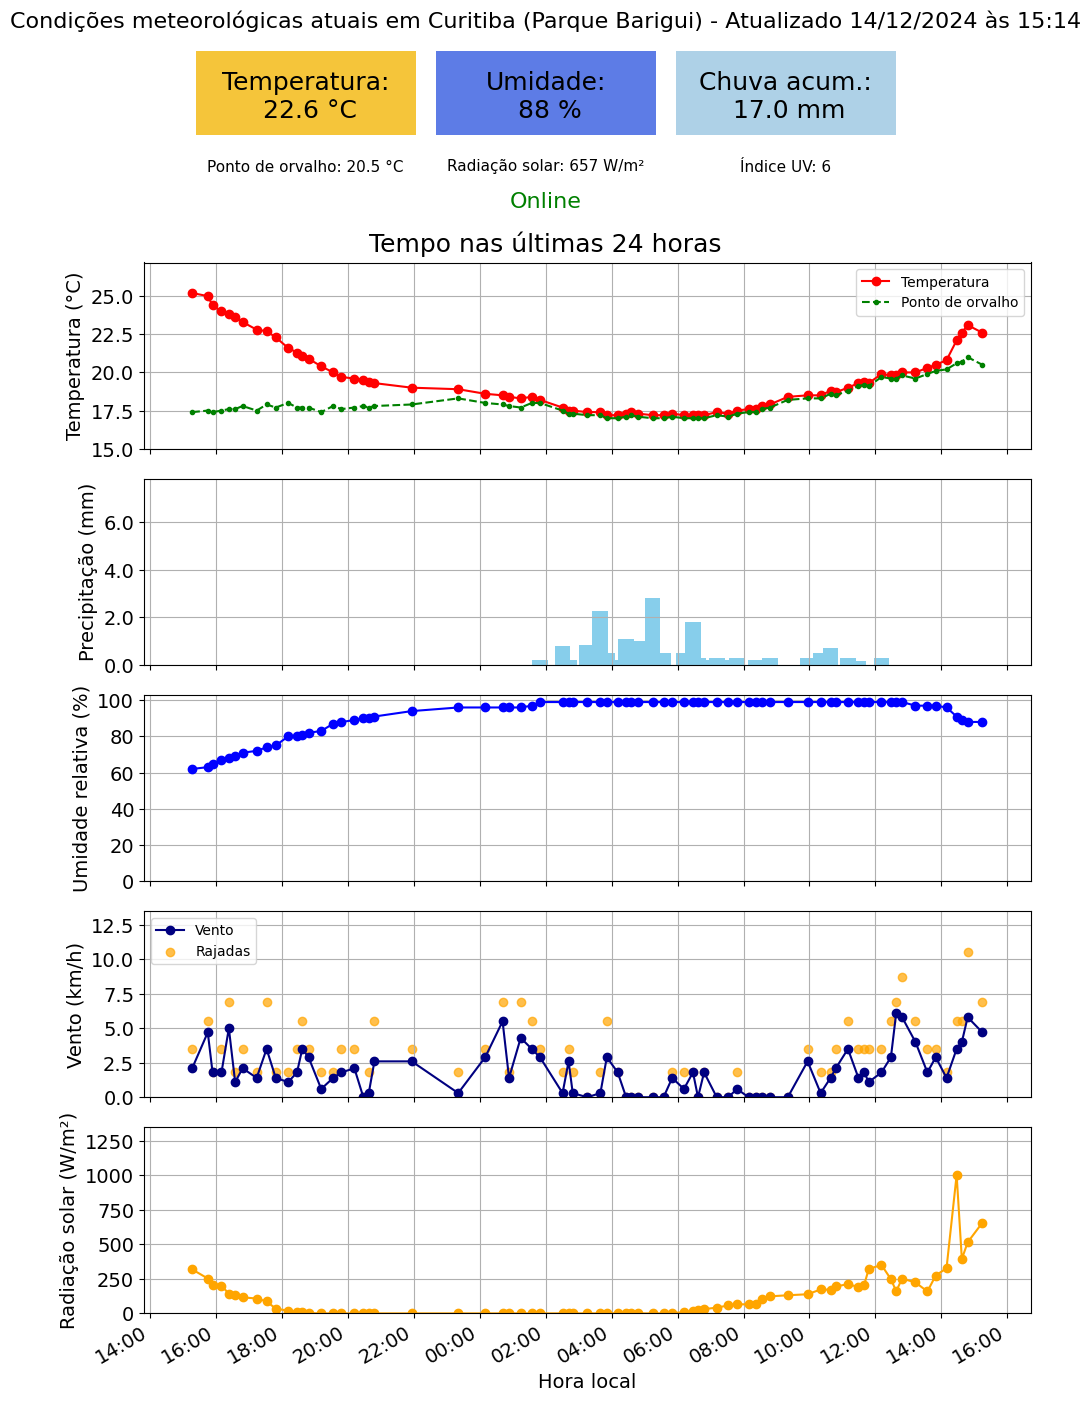 Condições meteorológicas atuais em Curitiba (Parque Barigui) - Atualizado 14/12/2024 às 15:14
Temperatura:
22.6 °C
Umidade:
88 %
Chuva acum.:
17.0 mm
Ponto de orvalho: 20.5 °C
Radiação solar: 657 W/m²
Índice UV: 6
Online
Tempo nas últimas 24 horas
Temperatura (°C)
25.0
22.5
20.0
17.5
15.0
Temperatura
Ponto de orvalho
Precipitação (mm)
6.0
4.0
2.0
0.0
Umidade relativa (%)
100
80
60
40
20
0
Vento (km/h)
12.5
10.0
7.5
5.0
2.5
0.0
Vento
Rajadas
Radiação solar (W/m²)
1250
1000
750
500
250
0
14:00
16:00
18:00
20:00
22:00
00:00
02:00
04:00
06:00
08:00
10:00
12:00
14:00
16:00
Hora local